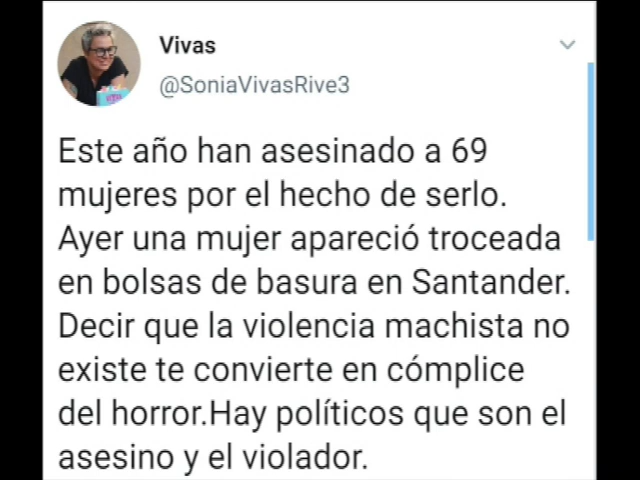 Vivas
@SoniaVivasRive3
Este año han asesinado a 69
mujeres por el hecho de serlo.
Ayer una mujer apareció troceada
en bolsas de basura en Santander.
Decir que la violencia machista no
existe te convierte en cómplice
del horror.Hay políticos que son el
asesino y el violador.